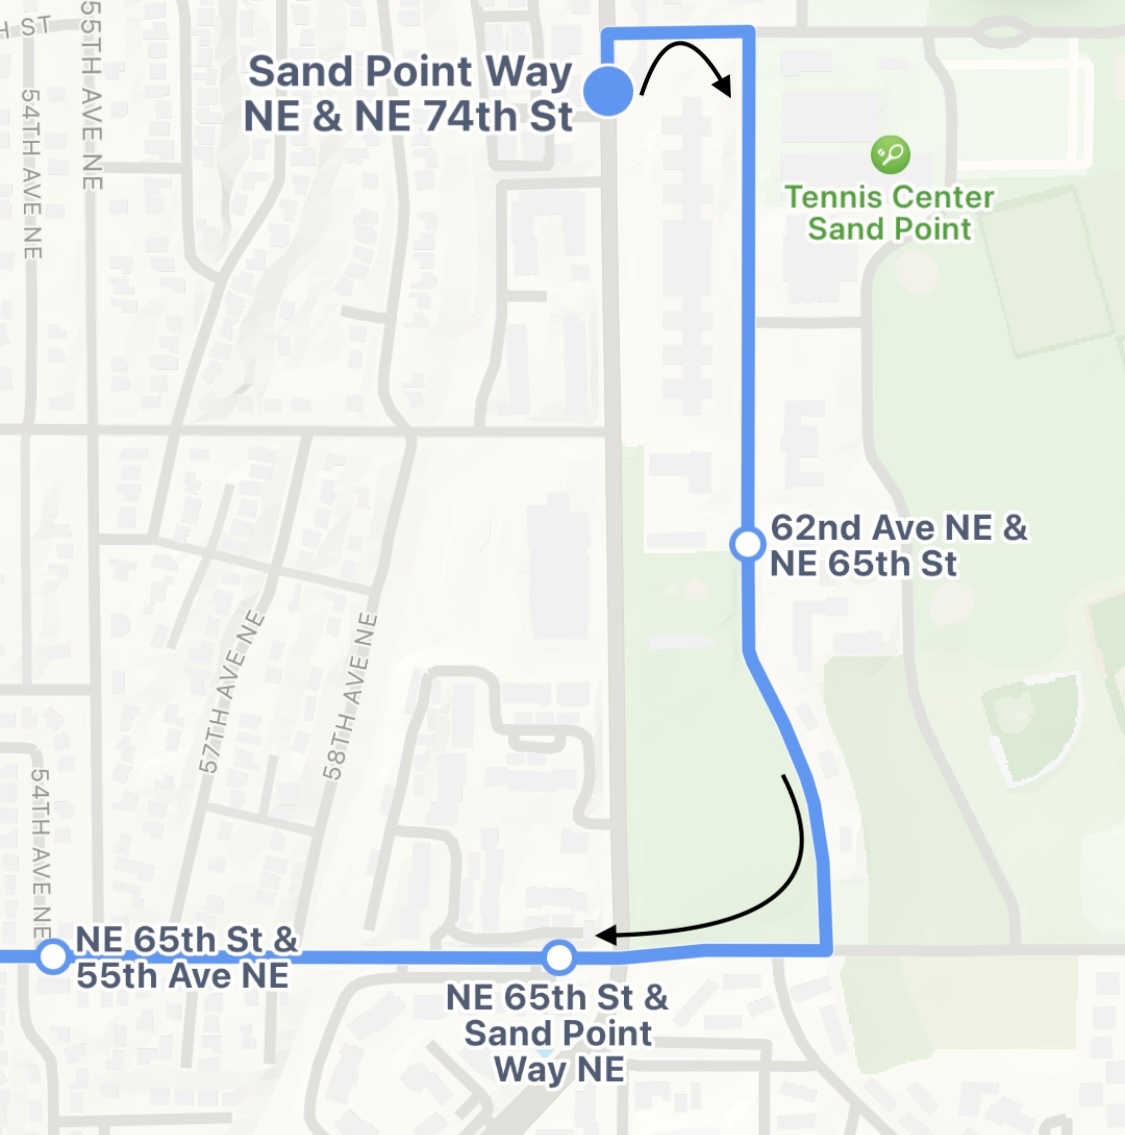 H ST
55TH AVE NE
54TH AVE NE
Sand Point Way
NE & NE 74th St
Tennis Center
Sand Point
62nd Ave NE &
NE 65th St
57TH AVE NE
58TH AVE NE
54TH AVE NE
NE 65th St &
55th Ave NE
NE 65th St &
Sand Point
Way NE